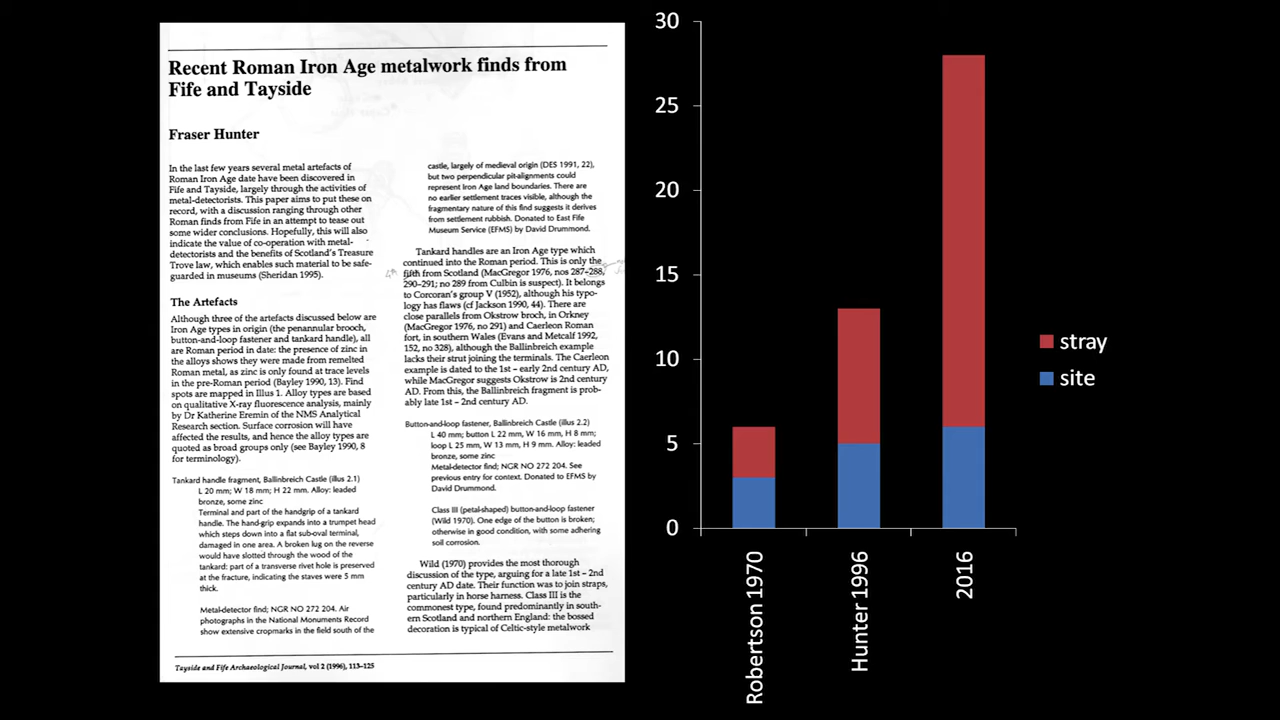 Recent Roman Iron Age metalwork finds from
Fife and Tayside
Fraser Hunter
In the last few years several metal artefacts of
Roman Iron Age date have been discovered in
Fife and Tayside, largely through the activities of
metal-detectorists. This paper aims to put these on
record, with a discussion ranging through other
Roman finds from Fife in an attempt to tease out
some wider conclusions. Hopefully, this will also
indicate the value of co-operation with metal-
detectorists and the benefits of Scotland's Treasure
Trove law, which enables such material to be safe-
guarded in museums (Sheridan 1995).
The Artefacts
Although three of the artefacts discussed below are
Iron Age types in origin (the penannular brooch,
button-and-loop fastener and tankard handle), all
are Roman period in date: the presence of zinc in
the alloys shows they were made from remelted
Roman metal, as zinc is only found at trace levels
in the pre-Roman period (Bayley 1990, 13). Find
spots are mapped in Illus 1. Alloy types are based
on qualitative X-ray fluorescence analysis, mainly
by Dr Katherine Eremin of the NMS Analytical
Research section. Surface corrosion will have
affected the results, and hence the alloy types are
quoted as broad groups only (see Bayley 1990, 8
for terminology).
Tankard handle fragment, Ballinbreich Castle (illus 2.1)
L 20 mm; W 18 mm; H 22 mm. Alloy: leaded
bronze, some zinc
Terminal and part of the handgrip of a tankard
handle. The hand-grip expands into a trumpet head
which steps down into a flat sub-oval terminal,
damaged in one area. A broken lug on the reverse
would have slotted through the wood of the
tankard: part of a transverse rivet hole is preserved
at the fracture, indicating the staves were 5 mm
thick.
Metal-detector find; NGR NO 272 204. Air
photographs in the National Monuments Record
show extensive cropmarks in the field south of the
castle, largely of medieval origin (DES 1991, 22),
but two perpendicular pit-alignments could
represent Iron Age land boundaries. There are
no earlier settlement traces visible, although the
fragmentary nature of this find suggests it derives
from settlement rubbish. Donated to East Fife
Museum Service (EFMS) by David Drummond.
Tankard handles are an Iron Age type which
continued into the Roman period. This is only the
fifth from Scotland (MacGregor 1976, nos 287–288,
290–291; no 289 from Culbin is suspect). It belongs
to Corcoran's group V (1952), although his typo-
logy has flaws (cf Jackson 1990, 44). There are
close parallels from Okstrow broch, in Orkney
(MacGregor 1976, no 291) and Caerleon Roman
fort, in southern Wales (Evans and Metcalf 1992,
152, no 328), although the Ballinbreich example
lacks their strut joining the terminals. The Caerleon
example is dated to the 1st – early 2nd century AD,
while MacGregor suggests Okstrow is 2nd century
AD. From this, the Ballinbreich fragment is prob-
ably late 1st – 2nd century AD.
Button-and-loop fastener, Ballinbreich Castle (illus 2.2)
L 40 mm; button L 22 mm, W 16 mm, H 8 mm;
loop L 25 mm, W 13 mm, H 9 mm. Alloy: leaded
bronze, some zinc
Metal-detector find; NGR NO 272 204. See
previous entry for context. Donated to EFMS by
David Drummond.
Class III (petal-shaped) button-and-loop fastener
(Wild 1970). One edge of the button is broken;
otherwise in good condition, with some adhering
soil corrosion.
Wild (1970) provides the most thorough
discussion of the type, arguing for a late 1st – 2nd
century AD date. Their function was to join straps,
particularly in horse harness. Class III is the
commonest type, found predominantly in south-
ern Scotland and northern England: the bossed
decoration is typical of Celtic-style metalwork
Tayside and Fife Archaeological Journal, vol 2 (1996), 113–125
30
25
20
15
10
5
0
Robertson 1970
Hunter 1996
2016
stray
site